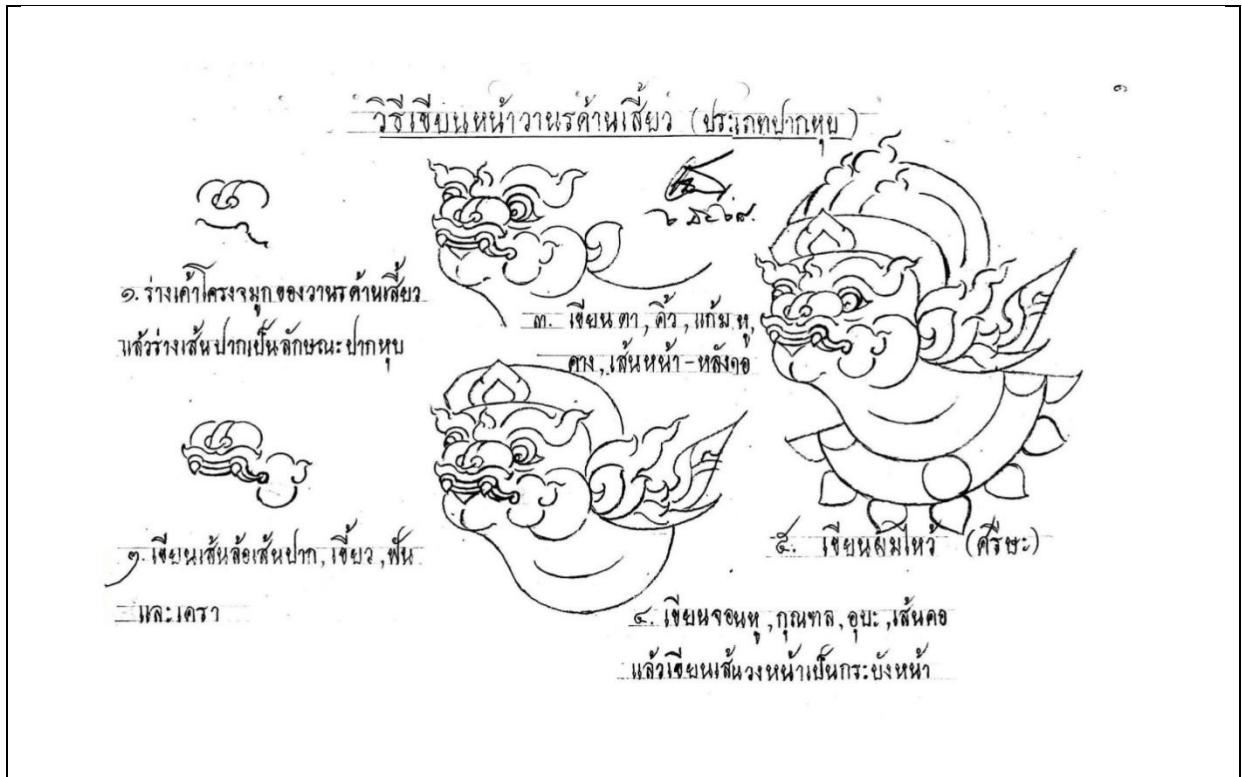 วิธีเขียนหน้าวานรด้านเสี้ยว (ประเภทปากหุบ)
๑. ร่างเค้าโครงจมูกของวานรด้านเสี้ยว
แล้วร่างเส้นปากเป็นลักษณะปากหุบ
๒. เขียนเส้นล้อเส้นปาก, เขี้ยว, ฟัน
และเครา
๓. เขียนตา, คิ้ว, แก้ม หู,
คาง, เส้นหน้า-หลังคอ
๔. เขียนจอนหู, กุณฑล, อุบะ, เส้นคอ
แล้วเขียนเส้นวงหน้าเป็นกระบังหน้า
๕. เขียนผมไหว้ (ศรีษะ)